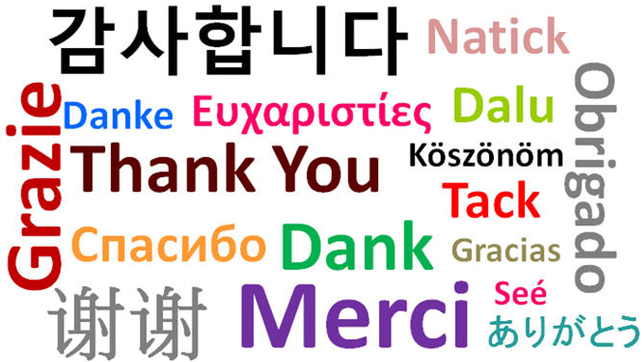 감사합니다
Natick
Grazie
Danke
Ευχαριστίες
Dalu
Obrigado
Thank You
Köszönöm
Tack
Спасибо
Dank
Gracias
谢谢
Merci
Seé
ありがとう